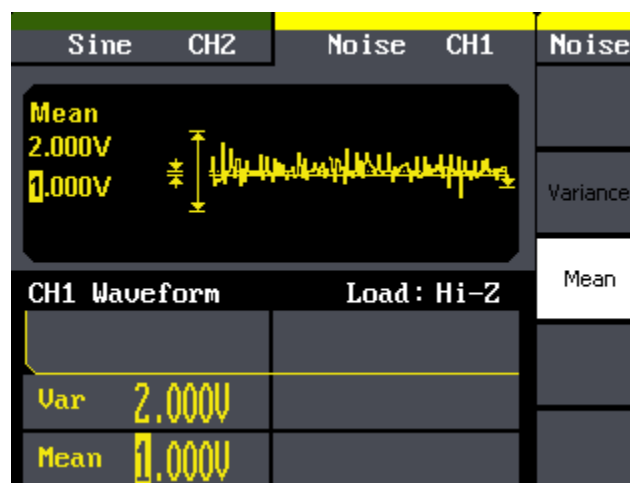 Sine CH2 Noise CH1 Noise
Mean
2.000V
1.000V
Variance
Mean
CH1 Waveform Load: Hi-Z
Var 2.000V
Mean 1.000V